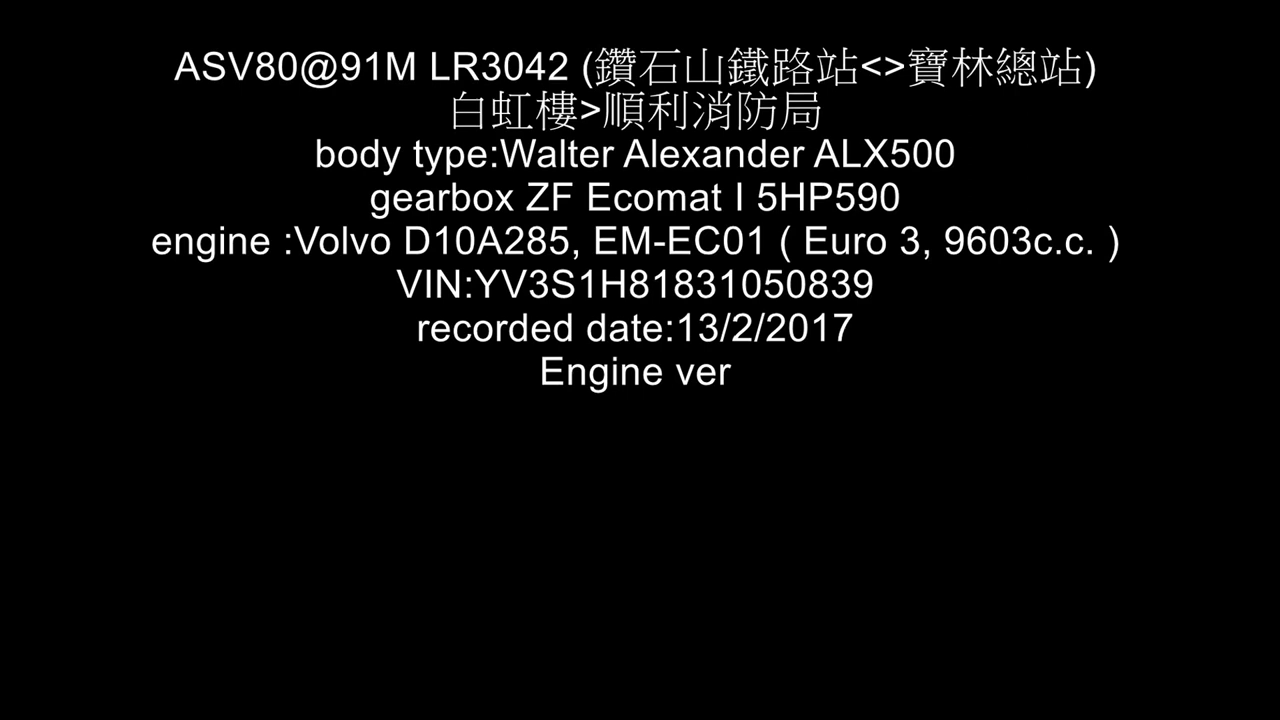 ASV80@91M LR3042 (鑽石山鐵路站<>寶林總站)
白虹樓>順利消防局
body type:Walter Alexander ALX500
gearbox ZF Ecomat I 5HP590
engine :Volvo D10A285, EM-EC01 ( Euro 3, 9603c.c. )
VIN:YV3S1H81831050839
recorded date:13/2/2017
Engine ver